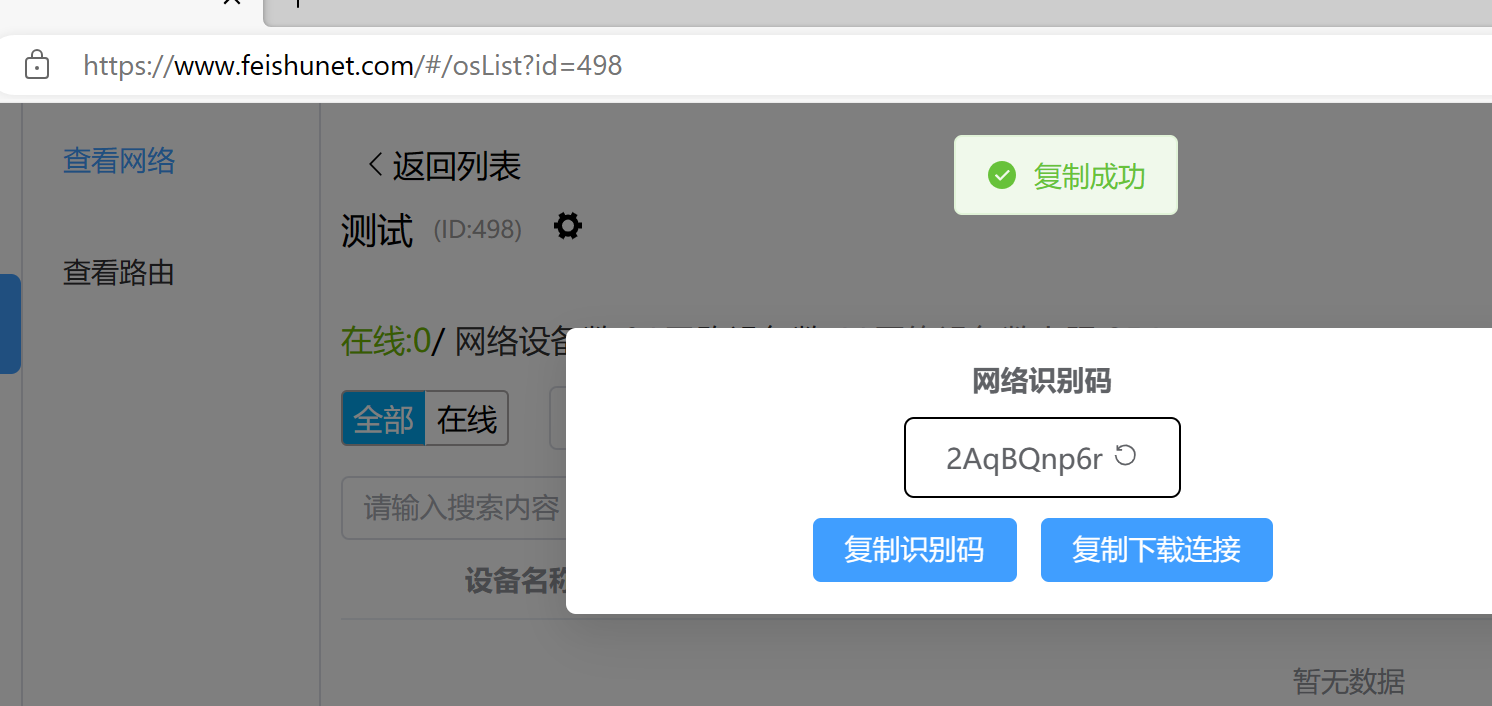 https://www.feishunet.com/#/osList?id=498
查看网络
返回列表
复制成功
测试 (ID:498)
查看路由
在线:0/ 网络设备
网络识别码
全部 在线
2AqBQnp6r
请输入搜索内容
复制识别码 复制下载连接
设备名称
暂无数据